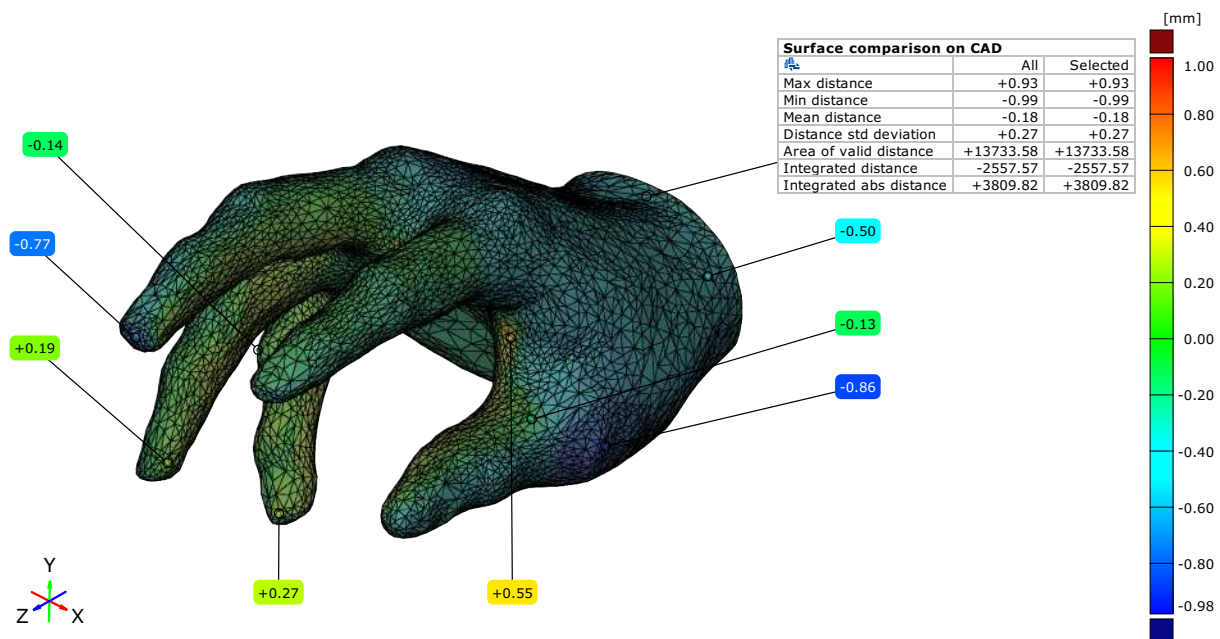 [mm]
Surface comparison on CAD
All Selected
Max distance +0.93 +0.93
Min distance -0.99 -0.99
Mean distance -0.18 -0.18
Distance std deviation +0.27 +0.27
Area of valid distance +13733.58 +13733.58
Integrated distance -2557.57 -2557.57
Integrated abs distance +3809.82 +3809.82
1.00
0.80
0.60
0.40
0.20
0.00
-0.20
-0.40
-0.60
-0.80
-0.98
-0.14
-0.77
+0.19
-0.50
-0.13
-0.86
+0.27
+0.55
Y
Z
X